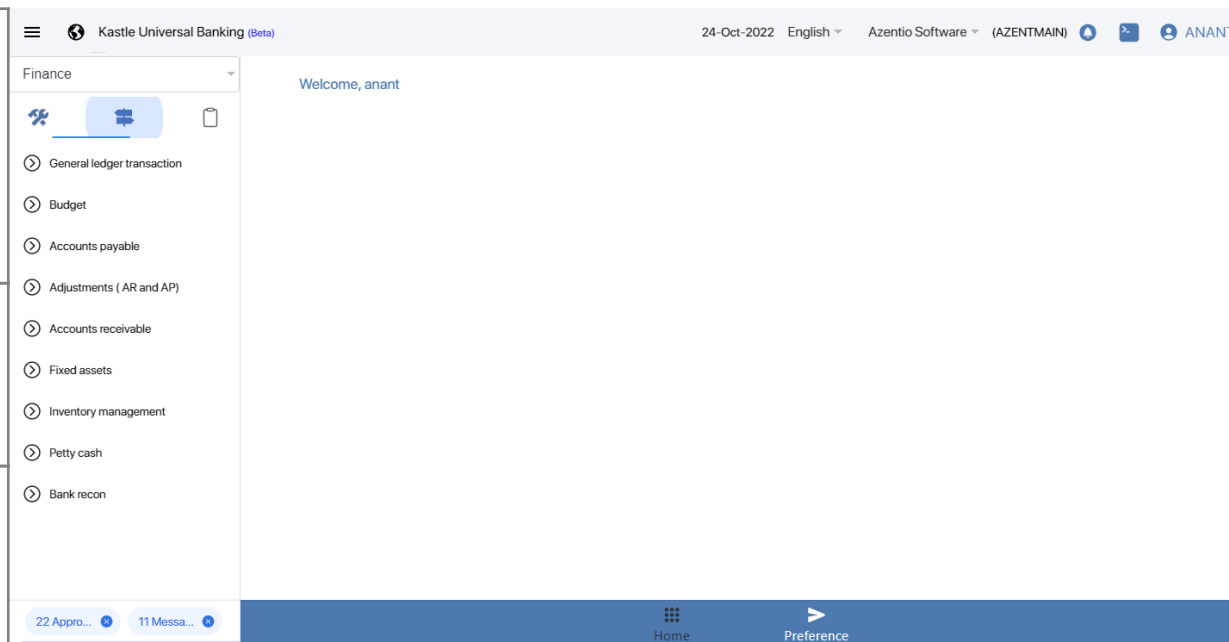 Kastle Universal Banking (Beta) 24-Oct-2022 English Azentio Software (AZENTMAIN) ANANT
Finance
Welcome, anant
General ledger transaction
Budget
Accounts payable
Adjustments ( AR and AP)
Accounts receivable
Fixed assets
Inventory management
Petty cash
Bank recon
22 Appro... 11 Messa...
Home Preference